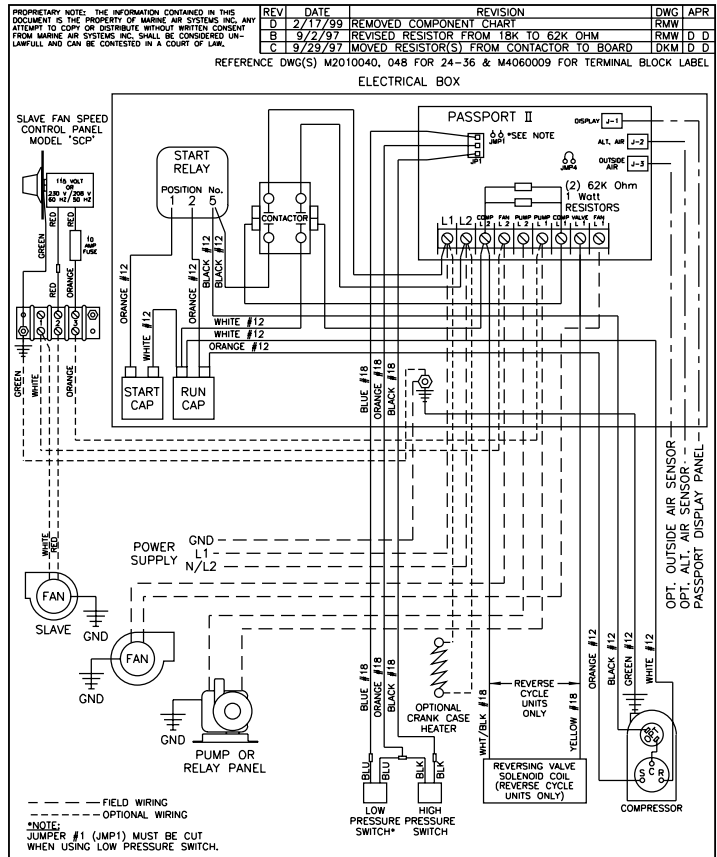 PROPRIETARY NOTE: THE INFORMATION CONTAINED IN THIS
DOCUMENT IS THE PROPERTY OF MARINE AIR SYSTEMS INC, ANY
ATTEMPT TO COPY OR DISTRIBUTE WITHOUT WRITTEN CONSENT
FROM MARINE AIR SYSTEMS INC. SHALL BE CONSIDERED UN-
LAWFULL AND CAN BE CONTESTED IN A COURT OF LAW.
REV DATE REVISION DWG APR
D 2/17/99 REMOVED COMPONENT CHART RMW
B 9/2/97 REVISED RESISTOR FROM 18K TO 62K OHM RMW D D
C 9/29/97 MOVED RESISTOR(S) FROM CONTACTOR TO BOARD DKM D D
REFERENCE DWG(S) M2010040, 048 FOR 24-36 & M4060009 FOR TERMINAL BLOCK LABEL
ELECTRICAL BOX
SLAVE FAN SPEED
CONTROL PANEL
MODEL 'SCP'
115 VOLT
OR
230 V /208 V
60 HZ/50 HZ
GREEN
RED
RED
RED
ORANGE
10
AMP
FUSE
START
RELAY
POSITION No.
1 2 5
CONTACTOR
PASSPORT II
DISPLAY J-1
ALT. AIR J-2
OUTSIDE
AIR J-3
JP1
JMP1
*SEE NOTE
JMP4
(2) 62K Ohm
1 Watt
RESISTORS
L1 L2 COMP L2 FAN L2 PUMP L2 PUMP L1 COMP L1 VALVE L1 FAN L1
1 2 3
ORANGE #12
WHITE #12
ORANGE #12
BLACK #12
BLACK #12
WHITE #12
WHITE #12
ORANGE #12
START
CAP
RUN
CAP
GREEN
WHITE
ORANGE
BLUE #18
ORANGE #18
BLACK #18
OPT. OUTSIDE AIR SENSOR
OPT. ALT. AIR SENSOR
PASSPORT DISPLAY PANEL
WHITE
RED
POWER
SUPPLY
GND
L1
N/L2
FAN
SLAVE
GND
FAN
GND
GND
PUMP OR
RELAY PANEL
BLUE #18
ORANGE #18
BLACK #18
OPTIONAL
CRANK CASE
HEATER
WHT/BLK #18
REVERSE
CYCLE
UNITS
ONLY
YELLOW #18
ORANGE #12
BLACK #12
GREEN #12
WHITE #12
BLU
BLU
BLK
BLK
LOW
PRESSURE
SWITCH*
HIGH
PRESSURE
SWITCH
REVERSING VALVE
SOLENOID COIL
(REVERSE CYCLE
UNITS ONLY)
OPT
S C R
COMPRESSOR
FIELD WIRING
OPTIONAL WIRING
*NOTE:
JUMPER #1 (JMP1) MUST BE CUT
WHEN USING LOW PRESSURE SWITCH.